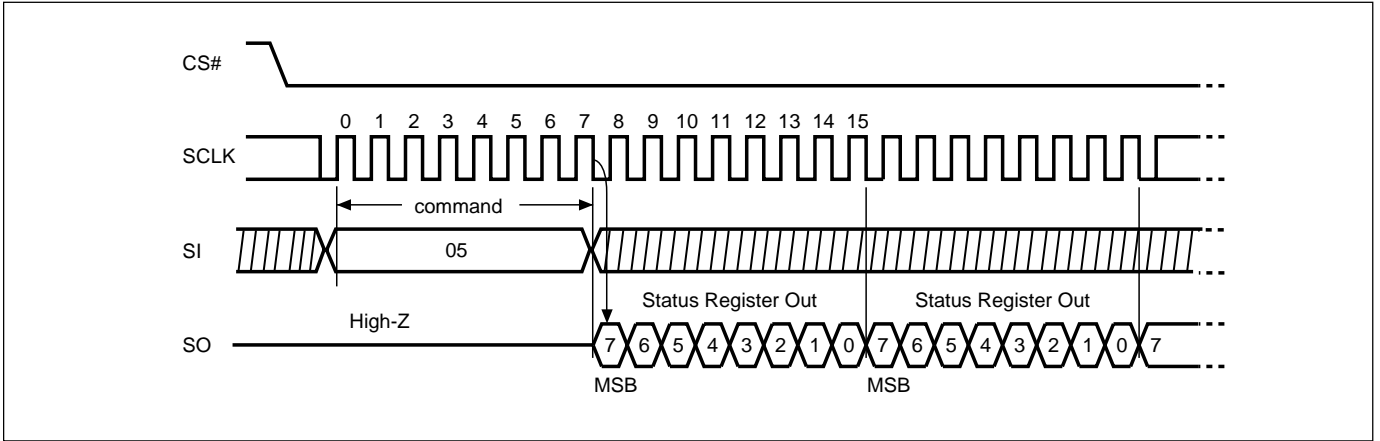 CS#
0 1 2 3 4 5 6 7 8 9 10 11 12 13 14 15
SCLK
command
SI 05
Status Register Out Status Register Out
High-Z
SO 7 6 5 4 3 2 1 0 7 6 5 4 3 2 1 0 7
MSB MSB